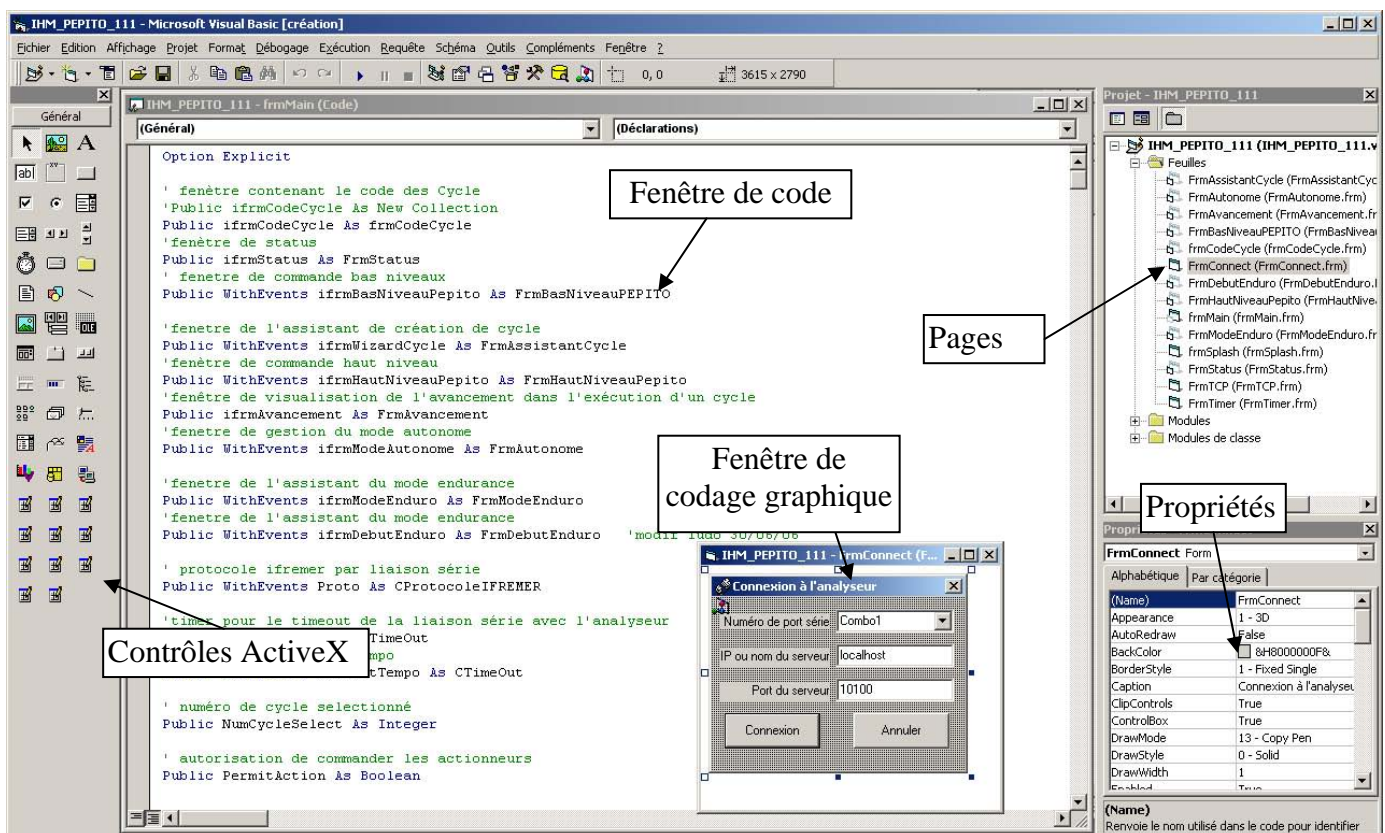 IHM_PEPITO_111 - Microsoft Visual Basic [création]
Fichier Edition Affichage Projet Format Débogage Exécution Requête Schéma Outils Compléments Fenêtre ?
0, 0 3615 x 2790
Général
IHM_PEPITO_111 - frmMain (Code)
(Général) (Déclarations)
Option Explicit
' fenêtre contenant le code des Cycle
'Public ifrmCodeCycle As New Collection
Public ifrmCodeCycle As frmCodeCycle
'fenêtre de status
Public ifrmStatus As FrmStatus
' fenetre de commande bas niveaux
Public WithEvents ifrmBasNiveauPepito As FrmBasNiveauPEPITO
'fenetre de l'assistant de création de cycle
Public WithEvents ifrmWizardCycle As FrmAssistantCycle
'fenêtre de commande haut niveau
Public WithEvents ifrmHautNiveauPepito As FrmHautNiveauPepito
'fenêtre de visualisation de l'avancement dans l'exécution d'un cycle
Public ifrmAvancement As FrmAvancement
'fenetre de gestion du mode autonome
Public WithEvents ifrmModeAutonome As FrmAutonome
'fenetre de l'assistant du mode endurance
Public WithEvents ifrmModeEnduro As FrmModeEnduro
'fenetre de l'assistant du mode endurance
Public WithEvents ifrmDebutEnduro As FrmDebutEnduro 'modif ludo 30/06/06
' protocole ifremer par liaison série
Public WithEvents Proto As CProtocoleIFREMER
'timer pour le timeout de la liaison série avec l'analyseur
TimeOut
mpo
tTempo As CTimeOut
' numéro de cycle selectionné
Public NumCycleSelect As Integer
' autorisation de commander les actionneurs
Public PermitAction As Boolean
Fenêtre de code
Pages
Fenêtre de
codage graphique
Propriétés
Contrôles ActiveX
IHM_PEPITO_111 - FrmConnect (F...
Connexion à l'analyseur
Numéro de port série Combo1
IP ou nom du serveur localhost
Port du serveur 10100
Connexion Annuler
Projet - IHM_PEPITO_111
IHM_PEPITO_111 (IHM_PEPITO_111.v
Feuilles
FrmAssistantCycle (FrmAssistantCyc
FrmAutonome (FrmAutonome.frm)
FrmAvancement (FrmAvancement.fr
FrmBasNiveauPEPITO (FrmBasNiveau
frmCodeCycle (frmCodeCycle.frm)
FrmConnect (FrmConnect.frm)
FrmDebutEnduro (FrmDebutEnduro.
FrmHautNiveauPepito (FrmHautNive
frmMain (frmMain.frm)
FrmModeEnduro (FrmModeEnduro.fr
frmSplash (frmSplash.frm)
FrmStatus (FrmStatus.frm)
FrmTCP (FrmTCP.frm)
FrmTimer (FrmTimer.frm)
Modules
Modules de classe
FrmConnect Form
Alphabétique Par catégorie
(Name) FrmConnect
Appearance 1 - 3D
AutoRedraw False
BackColor &H8000000F&
BorderStyle 1 - Fixed Single
Caption Connexion à l'analyseu
ClipControls True
ControlBox True
DrawMode 13 - Copy Pen
DrawStyle 0 - Solid
DrawWidth 1
Enabled True
(Name)
Renvoie le nom utilisé dans le code pour identifier